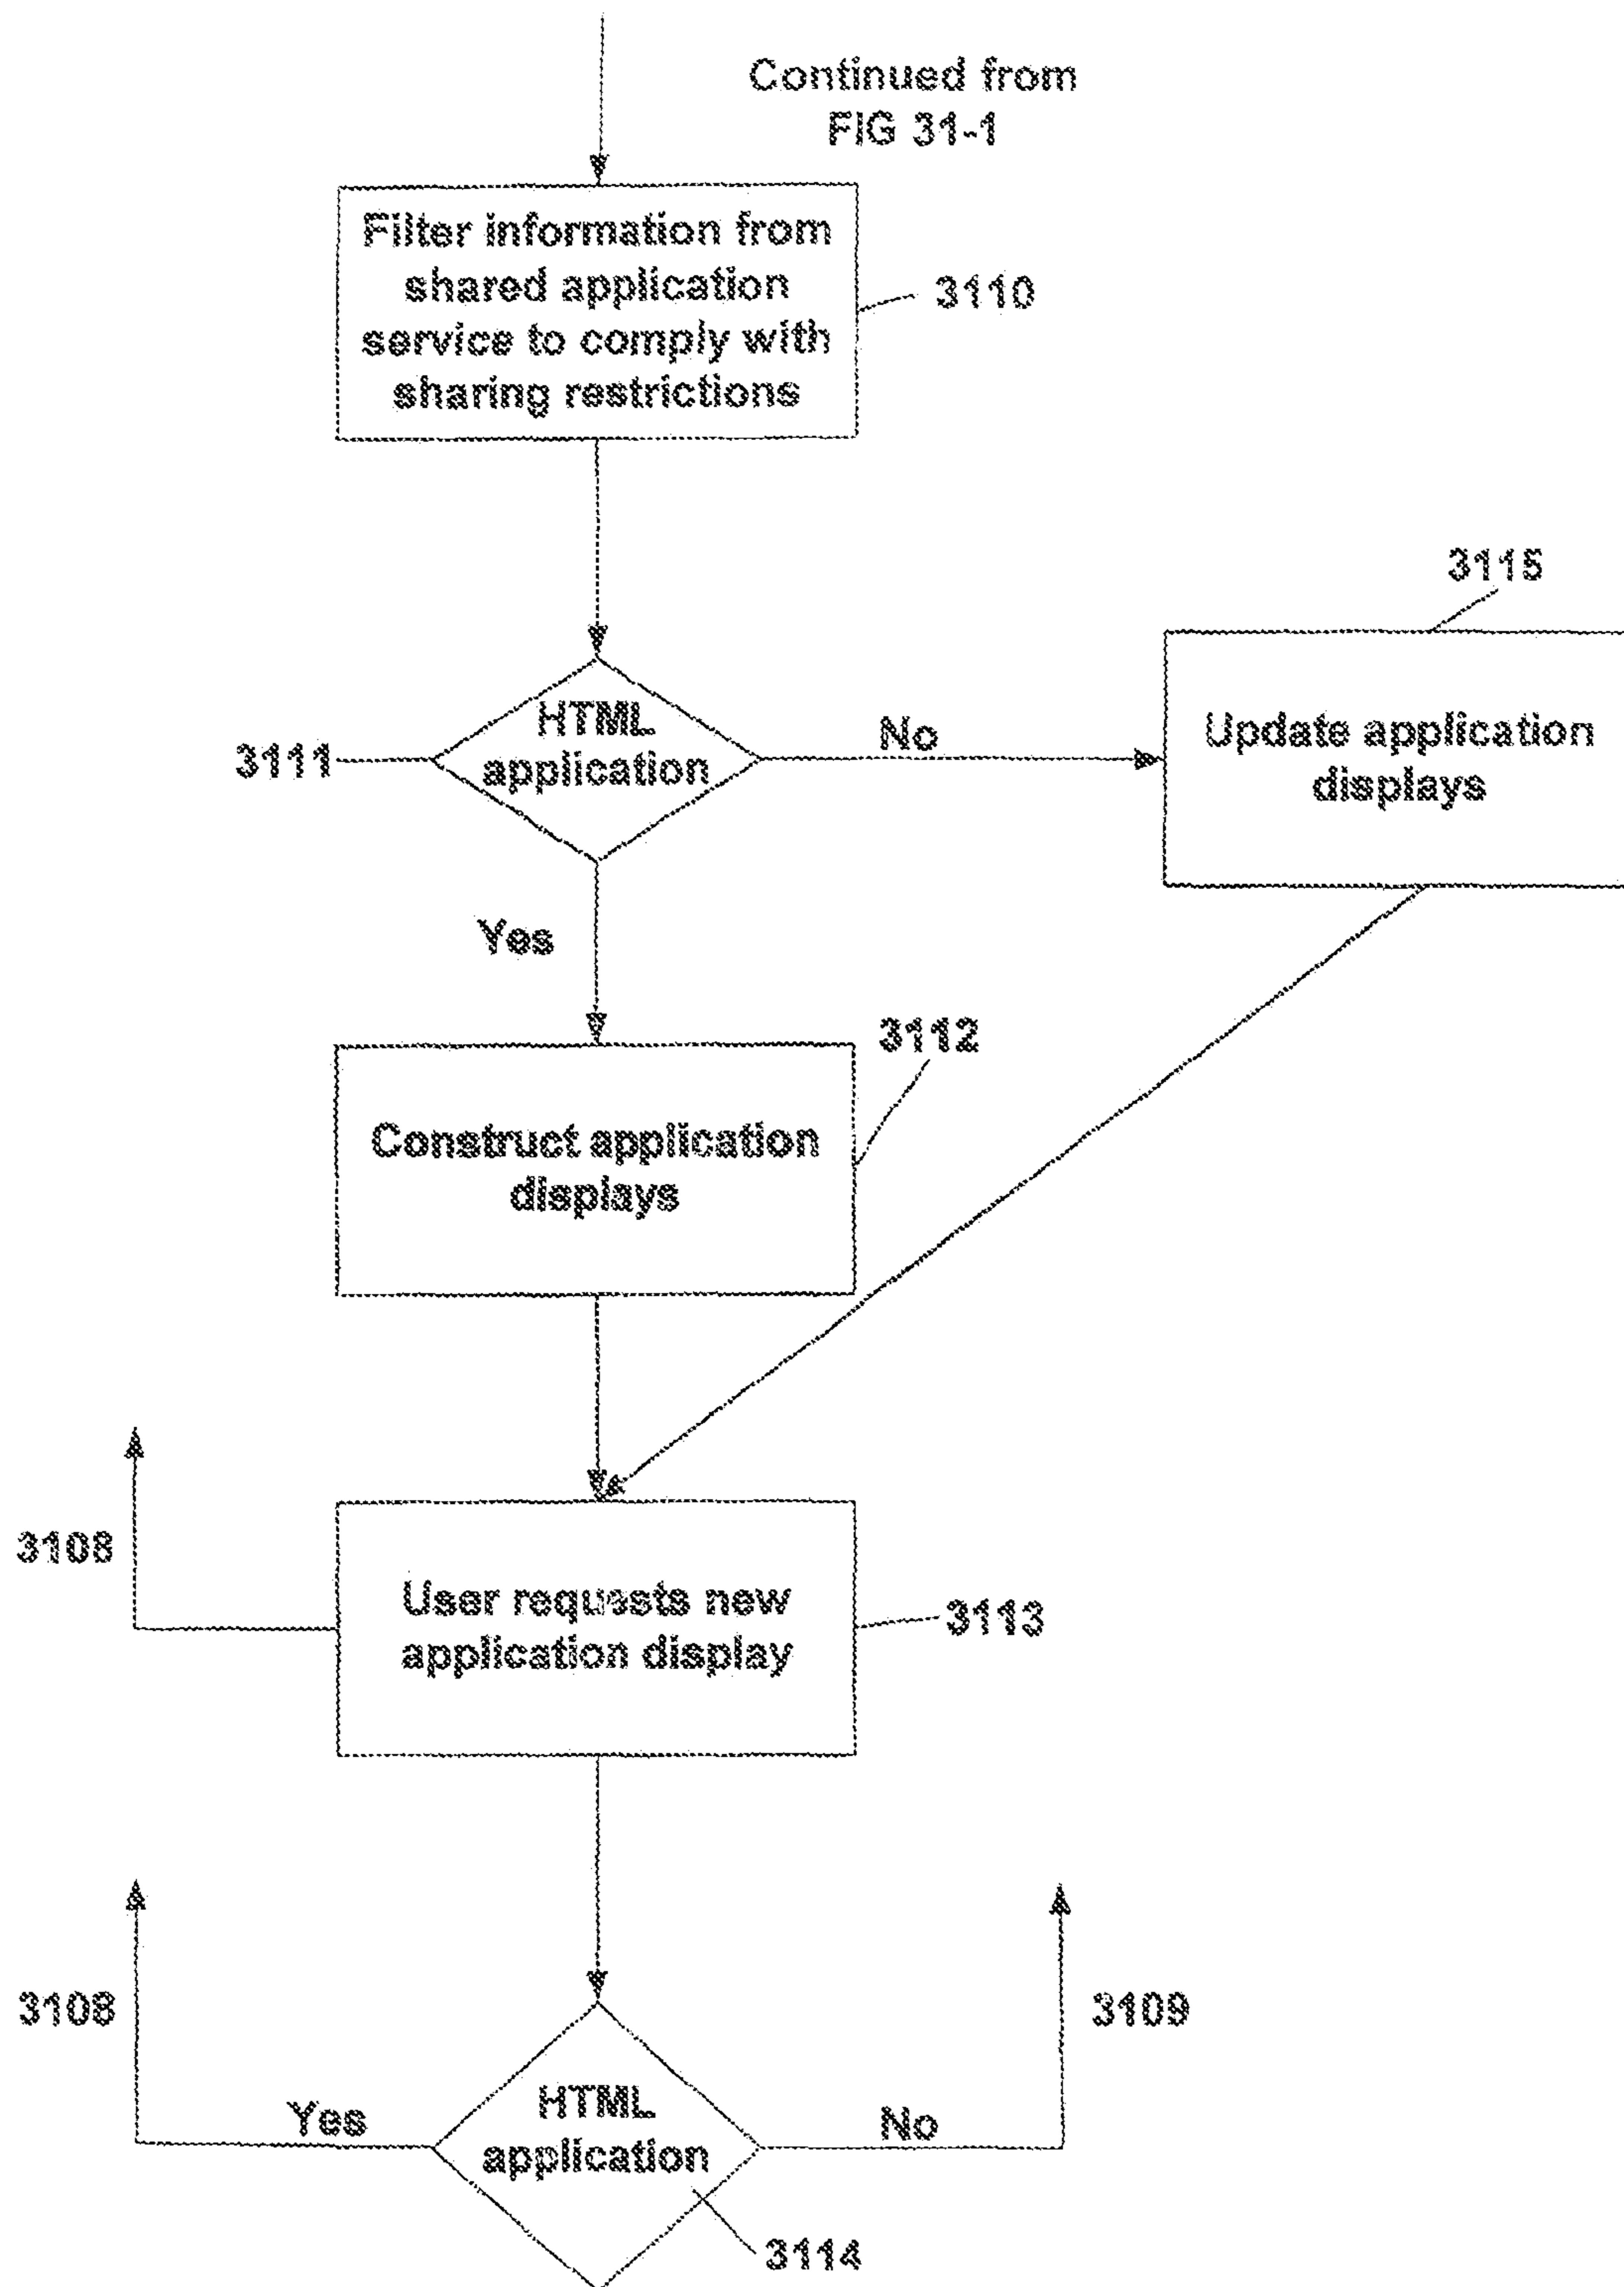 Continued from
FIG 31-1
Filter information from
shared application
service to comply with
sharing restrictions
3110
3115
HTML
application
3111
No
Update application
displays
Yes
3112
Construct application
displays
3108
User requests new
application display
3113
3108
3109
Yes
HTML
application
No
3114